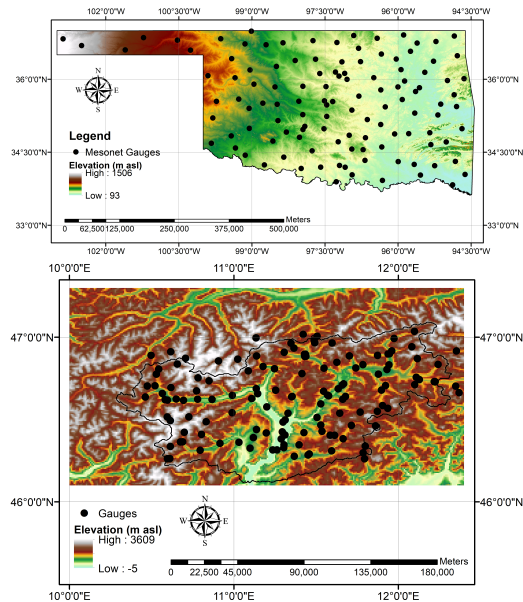 102°0'0"W 100°30'0"W 99°0'0"W 97°30'0"W 96°0'0"W 94°30'0"W
36°0'0"N 36°0'0"N
N
W E
S
Legend
Mesonet Gauges
Elevation (m asl)
High : 1506
Low : 93
34°30'0"N 34°30'0"N
Meters
0 62,500 125,000 250,000 375,000 500,000
33°0'0"N 33°0'0"N
102°0'0"W 100°30'0"W 99°0'0"W 97°30'0"W 96°0'0"W 94°30'0"W
10°0'0"E 11°0'0"E 12°0'0"E
47°0'0"N 47°0'0"N
46°0'0"N 46°0'0"N
Gauges
Elevation (m asl)
High : 3609
Low : -5
N
W E
S
Meters
0 22,500 45,000 90,000 135,000 180,000
10°0'0"E 11°0'0"E 12°0'0"E